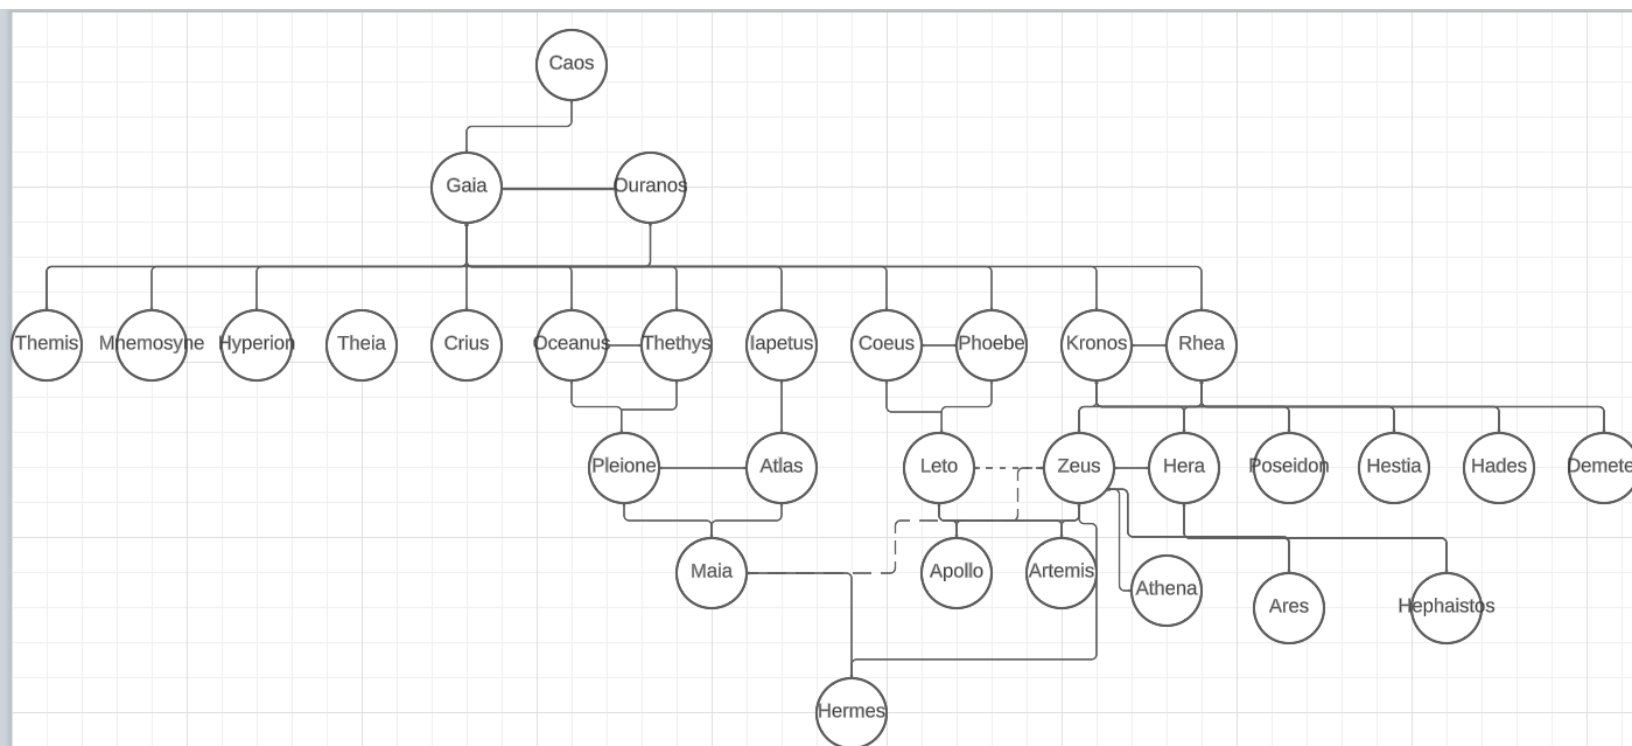 Caos
Gaia
Ouranos
Themis
Mnemosyne
Hyperion
Theia
Crius
Oceanus
Thethys
Iapetus
Coeus
Phoebe
Kronos
Rhea
Pleione
Atlas
Leto
Zeus
Hera
Poseidon
Hestia
Hades
Demete
Maia
Apollo
Artemis
Athena
Ares
Hephaistos
Hermes